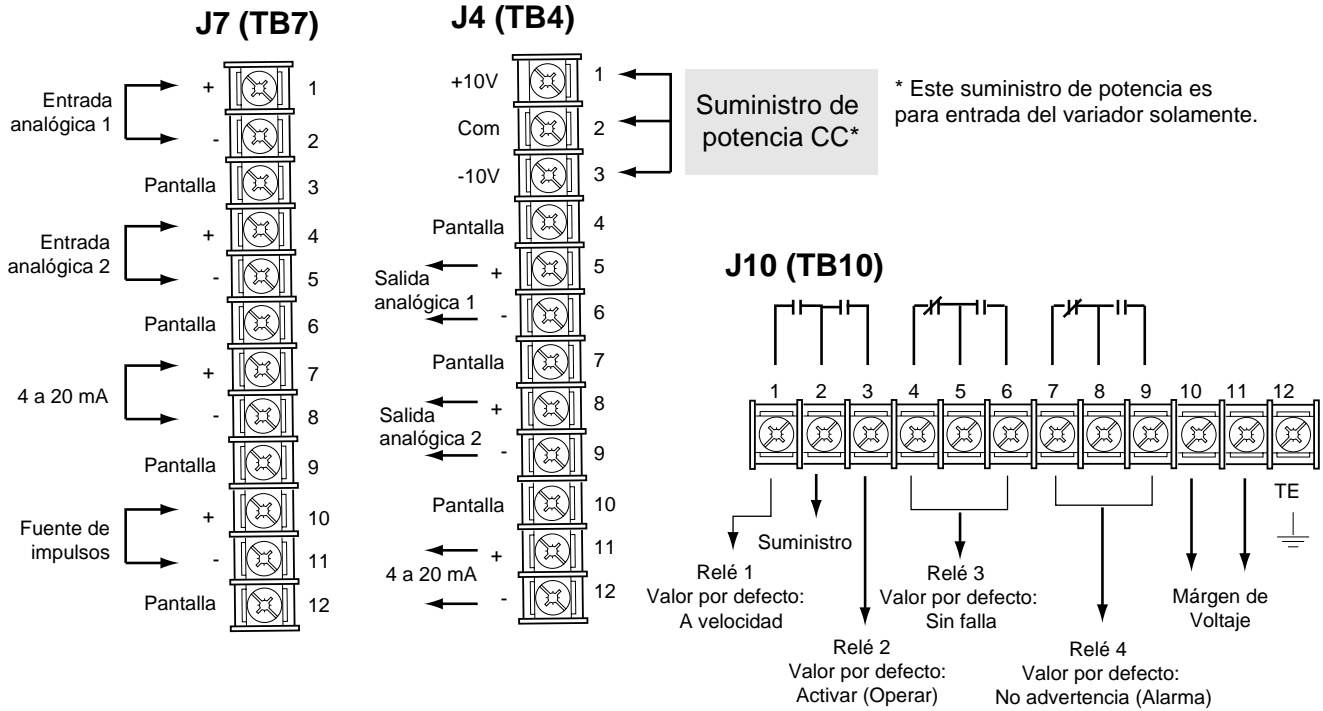 J7 (TB7)
Entrada
analógica 1
+ 1
- 2
Pantalla 3
Entrada
analógica 2
+ 4
- 5
Pantalla 6
4 a 20 mA
+ 7
- 8
Pantalla 9
Fuente de
impulsos
+ 10
- 11
Pantalla 12
J4 (TB4)
+10V 1
Com 2
-10V 3
Pantalla 4
Salida
analógica 1
+ 5
- 6
Pantalla 7
Salida
analógica 2
+ 8
- 9
Pantalla 10
4 a 20 mA
+ 11
- 12
Suministro de
potencia CC*
* Este suministro de potencia es
para entrada del variador solamente.
J10 (TB10)
1 2 3 4 5 6 7 8 9 10 11 12
TE
Suministro
Relé 1
Valor por defecto:
A velocidad
Relé 2
Valor por defecto:
Activar (Operar)
Relé 3
Valor por defecto:
Sin falla
Relé 4
Valor por defecto:
No advertencia (Alarma)
Márgen de
Voltaje